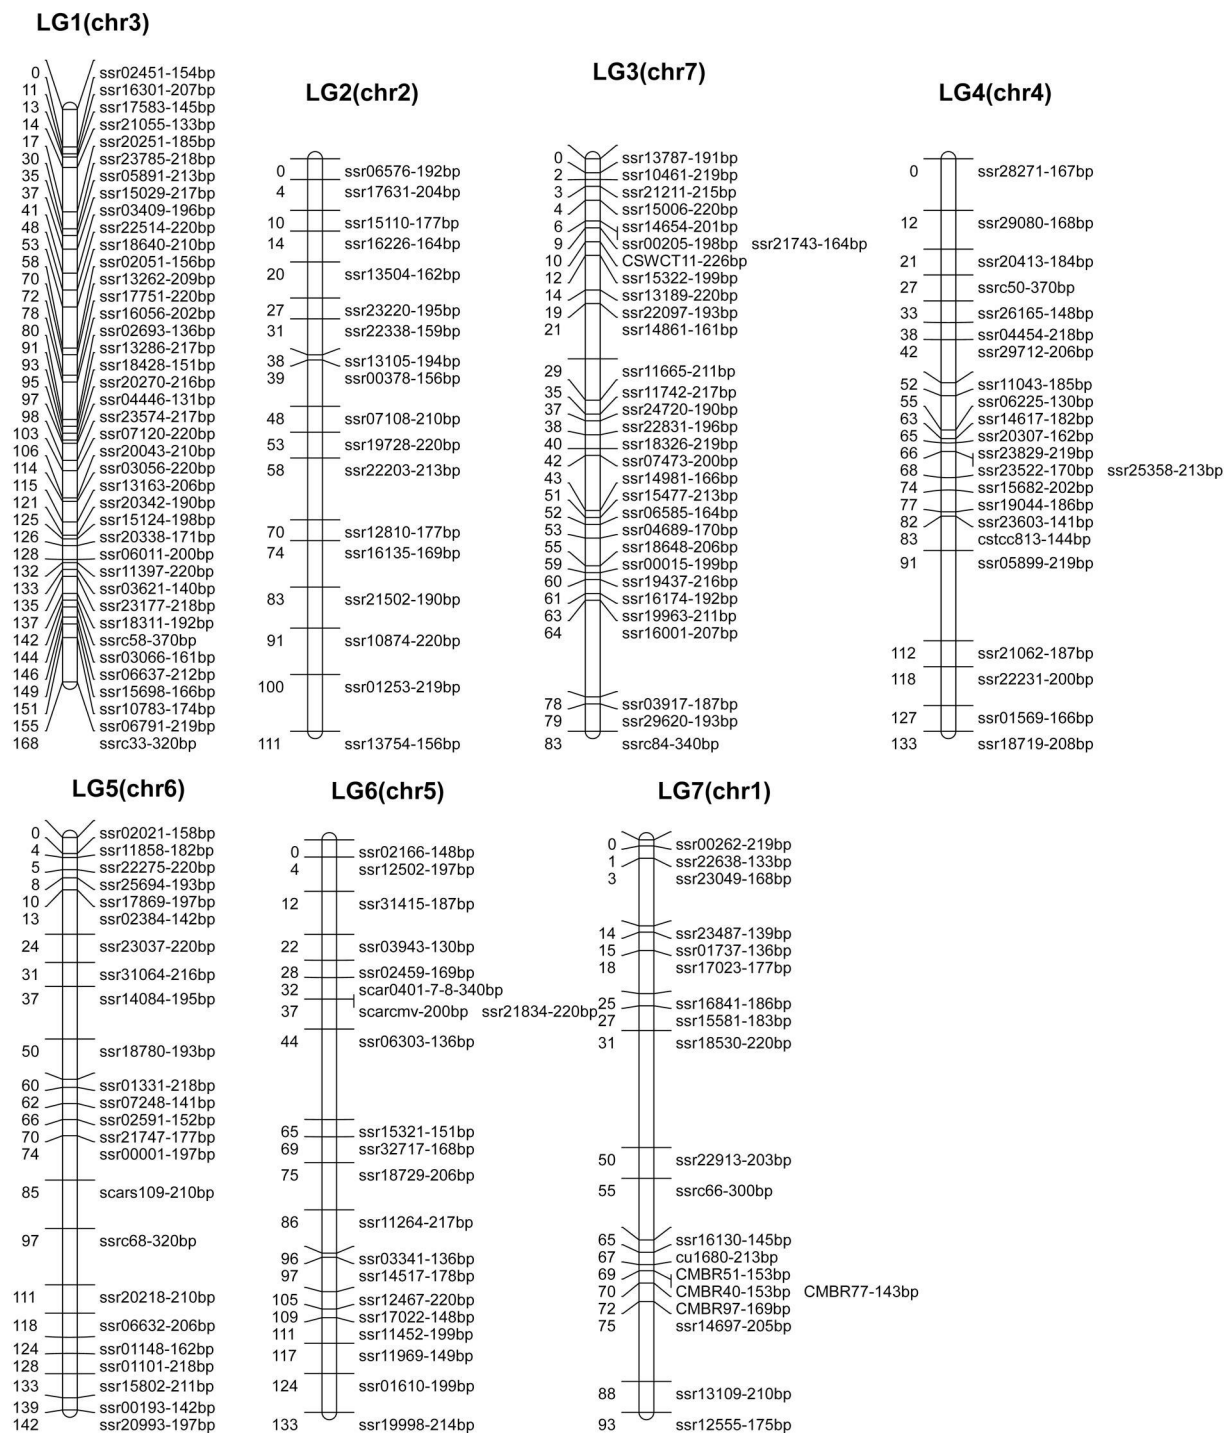 LG1(chr3)
0 ssr02451-154bp
11 ssr16301-207bp
13 ssr17583-145bp
14 ssr21055-133bp
17 ssr20251-185bp
30 ssr23785-218bp
35 ssr05891-213bp
37 ssr15029-217bp
41 ssr03409-196bp
48 ssr22514-220bp
53 ssr18640-210bp
58 ssr02051-156bp
70 ssr13262-209bp
72 ssr17751-220bp
78 ssr16056-202bp
80 ssr02693-136bp
91 ssr13286-217bp
93 ssr18428-151bp
95 ssr20270-216bp
97 ssr04446-131bp
98 ssr23574-217bp
103 ssr07120-220bp
106 ssr20043-210bp
114 ssr03056-220bp
115 ssr13163-206bp
121 ssr20342-190bp
125 ssr15124-198bp
126 ssr20338-171bp
128 ssr06011-200bp
132 ssr11397-220bp
133 ssr03621-140bp
135 ssr23177-218bp
137 ssr18311-192bp
142 ssrc58-370bp
144 ssr03066-161bp
146 ssr06637-212bp
149 ssr15698-166bp
151 ssr10783-174bp
155 ssr06791-219bp
168 ssrc33-320bp
LG2(chr2)
0 ssr06576-192bp
4 ssr17631-204bp
10 ssr15110-177bp
14 ssr16226-164bp
20 ssr13504-162bp
27 ssr23220-195bp
31 ssr22338-159bp
38 ssr13105-194bp
39 ssr00378-156bp
48 ssr07108-210bp
53 ssr19728-220bp
58 ssr22203-213bp
70 ssr12810-177bp
74 ssr16135-169bp
83 ssr21502-190bp
91 ssr10874-220bp
100 ssr01253-219bp
111 ssr13754-156bp
LG3(chr7)
0 ssr13787-191bp
2 ssr10461-219bp
3 ssr21211-215bp
4 ssr15006-220bp
6 ssr14654-201bp
9 ssr00205-198bp ssr21743-164bp
10 CSWCT11-226bp
12 ssr15322-199bp
14 ssr13189-220bp
19 ssr22097-193bp
21 ssr14861-161bp
29 ssr11665-211bp
35 ssr11742-217bp
37 ssr24720-190bp
38 ssr22831-196bp
40 ssr18326-219bp
42 ssr07473-200bp
43 ssr14981-166bp
51 ssr15477-213bp
52 ssr06585-164bp
53 ssr04689-170bp
55 ssr18648-206bp
59 ssr00015-199bp
60 ssr19437-216bp
61 ssr16174-192bp
63 ssr19963-211bp
64 ssr16001-207bp
78 ssr03917-187bp
79 ssr29620-193bp
83 ssrc84-340bp
LG4(chr4)
0 ssr28271-167bp
12 ssr29080-168bp
21 ssr20413-184bp
27 ssrc50-370bp
33 ssr26165-148bp
38 ssr04454-218bp
42 ssr29712-206bp
52 ssr11043-185bp
55 ssr06225-130bp
63 ssr14617-182bp
65 ssr20307-162bp
66 ssr23829-219bp
68 ssr23522-170bp ssr25358-213bp
74 ssr15682-202bp
77 ssr19044-186bp
82 ssr23603-141bp
83 cstcc813-144bp
91 ssr05899-219bp
112 ssr21062-187bp
118 ssr22231-200bp
127 ssr01569-166bp
133 ssr18719-208bp
LG5(chr6)
0 ssr02021-158bp
4 ssr11858-182bp
5 ssr22275-220bp
8 ssr25694-193bp
10 ssr17869-197bp
13 ssr02384-142bp
24 ssr23037-220bp
31 ssr31064-216bp
37 ssr14084-195bp
50 ssr18780-193bp
60 ssr01331-218bp
62 ssr07248-141bp
66 ssr02591-152bp
70 ssr21747-177bp
74 ssr00001-197bp
85 scars109-210bp
97 ssrc68-320bp
111 ssr20218-210bp
118 ssr06632-206bp
124 ssr01148-162bp
128 ssr01101-218bp
133 ssr15802-211bp
139 ssr00193-142bp
142 ssr20993-197bp
LG6(chr5)
0 ssr02166-148bp
4 ssr12502-197bp
12 ssr31415-187bp
22 ssr03943-130bp
28 ssr02459-169bp
32 scar0401-7-8-340bp
37 scarcmv-200bp ssr21834-220bp
44 ssr06303-136bp
65 ssr15321-151bp
69 ssr32717-168bp
75 ssr18729-206bp
86 ssr11264-217bp
96 ssr03341-136bp
97 ssr14517-178bp
105 ssr12467-220bp
109 ssr17022-148bp
111 ssr11452-199bp
117 ssr11969-149bp
124 ssr01610-199bp
133 ssr19998-214bp
LG7(chr1)
0 ssr00262-219bp
1 ssr22638-133bp
3 ssr23049-168bp
14 ssr23487-139bp
15 ssr01737-136bp
18 ssr17023-177bp
25 ssr16841-186bp
27 ssr15581-183bp
31 ssr18530-220bp
50 ssr22913-203bp
55 ssrc66-300bp
65 ssr16130-145bp
67 cu1680-213bp
69 CMBR51-153bp
70 CMBR40-153bp CMBR77-143bp
72 CMBR97-169bp
75 ssr14697-205bp
88 ssr13109-210bp
93 ssr12555-175bp